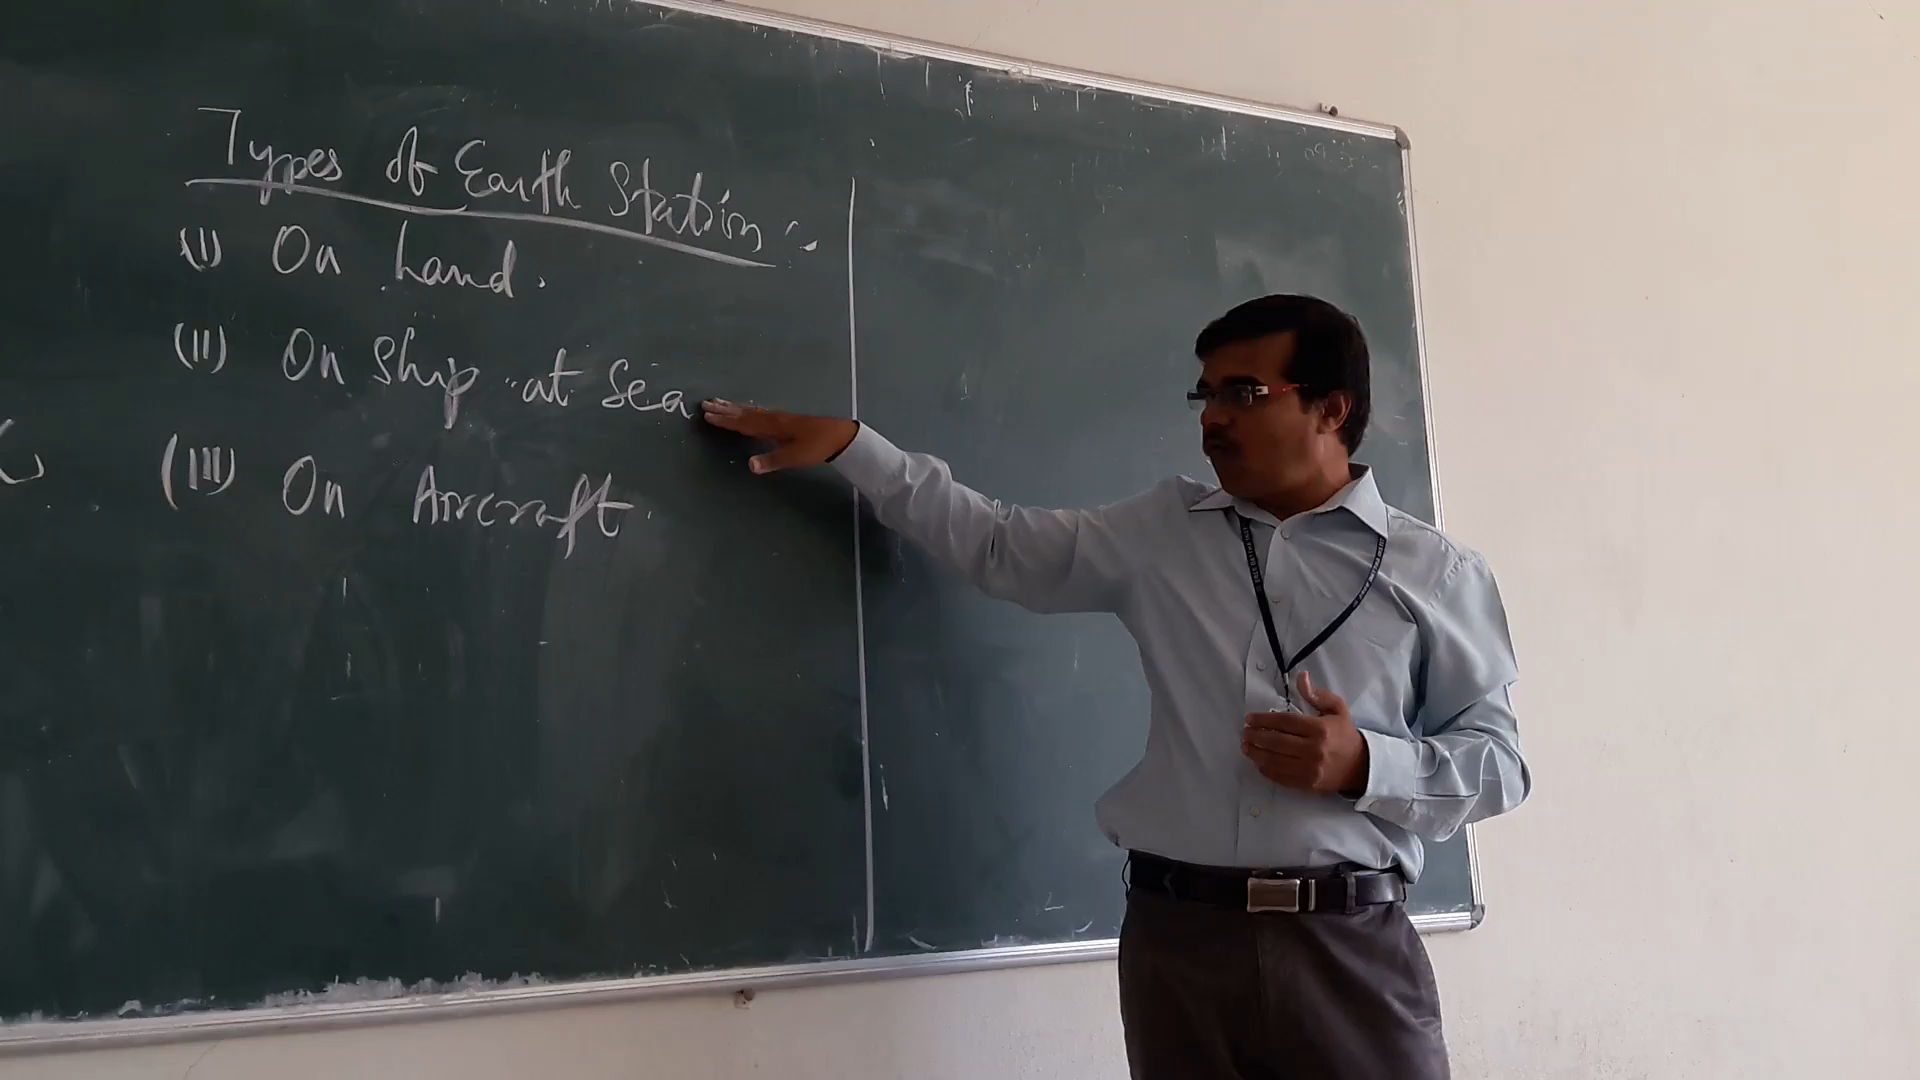 Types of Earth Station :-
(I) On Land.
(II) On Ship at Sea
(III) On Aircraft.